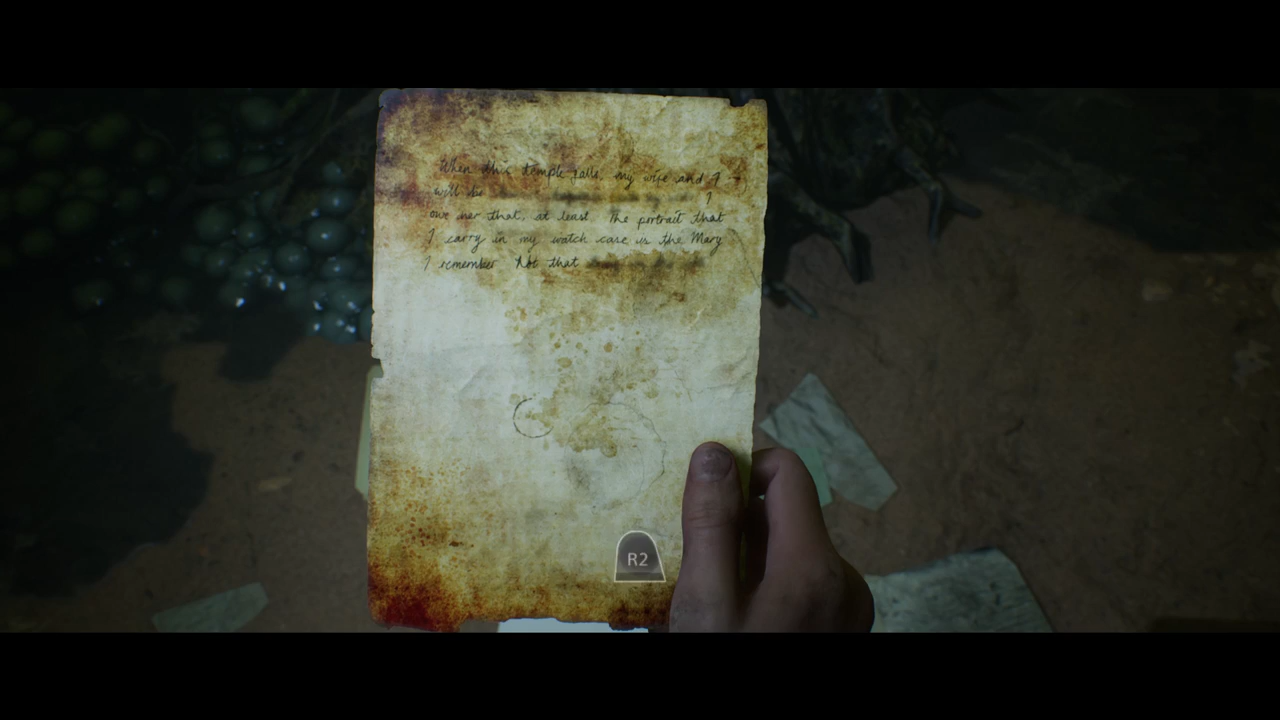 When this temple falls, my wife and I
will be I
owe her that, at least. The portrait that
I carry in my watch case is the Mary
I remember Not that
R2